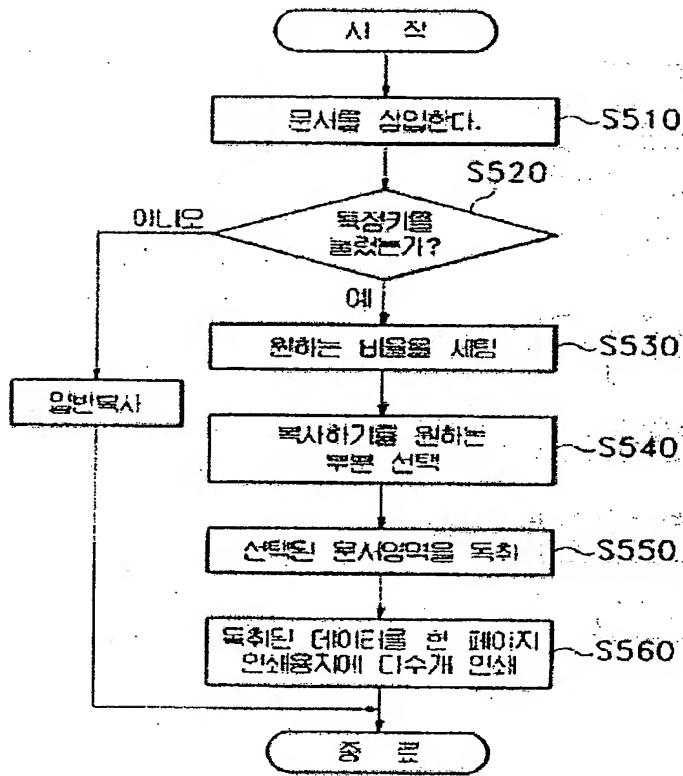 시 작
문서를 삽입한다.
S510
S520
특정키를
눌렀는가?
아니오
예
원하는 비율을 세팅
S530
일반복사
복사하기를 원하는
부분 선택
S540
선택된 문서영역을 독취
S550
독취된 데이터를 한 페이지
인쇄용지에 다수개 인쇄
S560
종 료